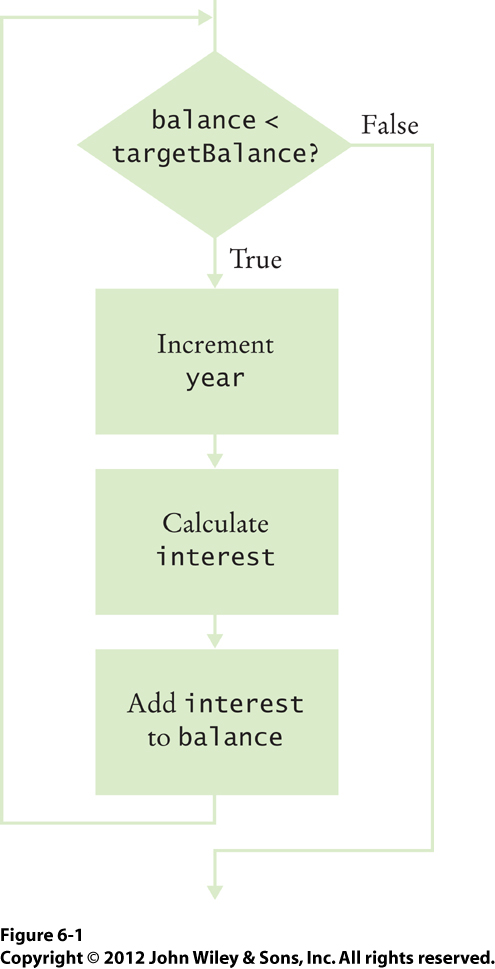 balance <
targetBalance?
False
True
Increment
year
Calculate
interest
Add interest
to balance
Figure 6-1
Copyright © 2012 John Wiley & Sons, Inc. All rights reserved.